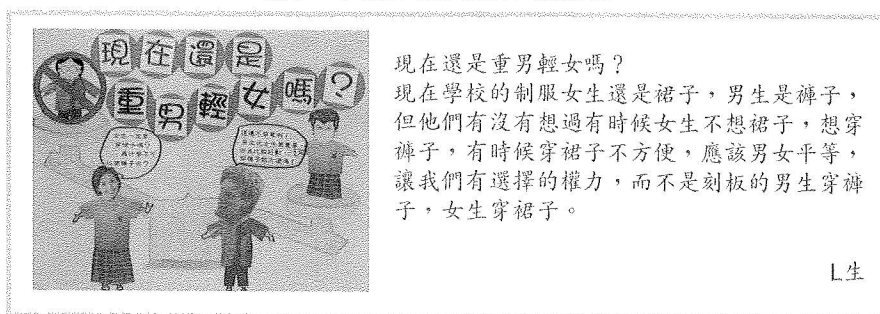 現在還是
重男輕女嗎？
現在還是重男輕女嗎？
現在學校的制服女生還是裙子，男生是褲子，
但他們有沒有想過有時候女生不想裙子，想穿
褲子，有時候穿裙子不方便，應該男女平等，
讓我們有選擇的權力，而不是刻板的男生穿褲
子，女生穿裙子。
L生